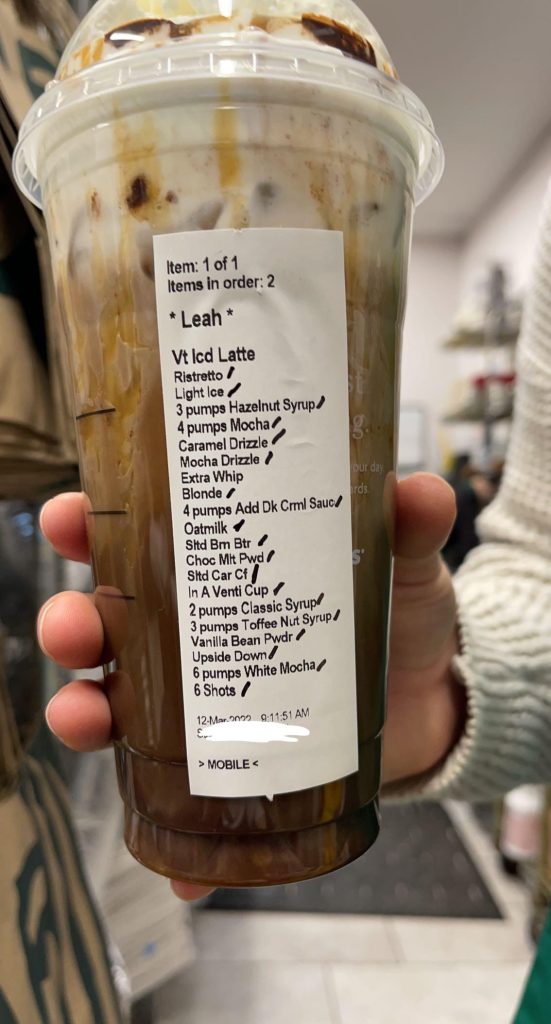 Item: 1 of 1
Items in order: 2
* Leah *
Vt Icd Latte
Ristretto
Light Ice
3 pumps Hazelnut Syrup
4 pumps Mocha
Caramel Drizzle
Mocha Drizzle
Extra Whip
Blonde
4 pumps Add Dk Crml Sauc
Oatmilk
Sltd Brn Btr
Choc Mlt Pwd
Sltd Car Cf
In A Venti Cup
2 pumps Classic Syrup
3 pumps Toffee Nut Syrup
Vanilla Bean Pwdr
Upside Down
6 pumps White Mocha
6 Shots
12-Mar-2022 8:11:51 AM
> MOBILE <
our day